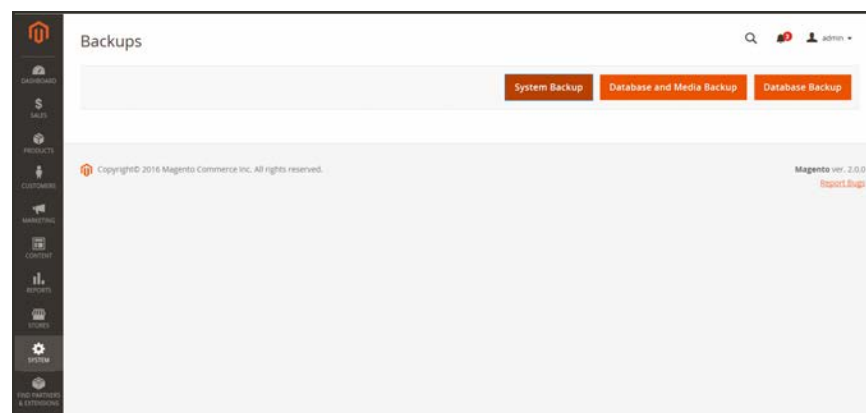 Backups
admin
System Backup
Database and Media Backup
Database Backup
DASHBOARD
SALES
PRODUCTS
CUSTOMERS
MARKETING
CONTENT
REPORTS
STORES
SYSTEM
FIND PARTNERS
& EXTENSIONS
Copyright© 2016 Magento Commerce Inc. All rights reserved.
Magento ver. 2.0.0
Report Bugs